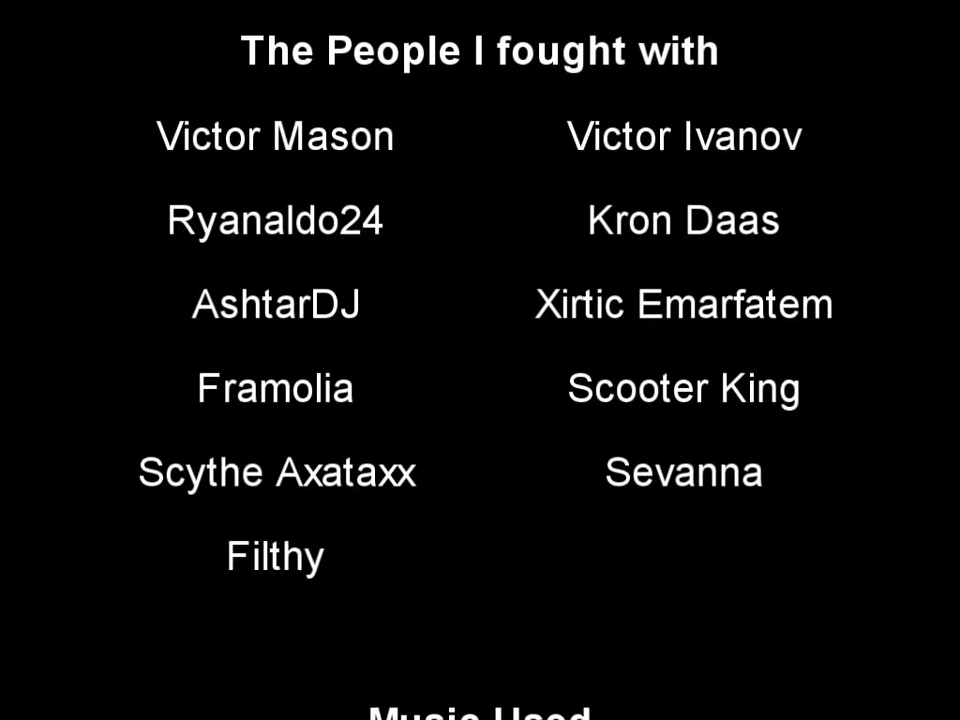 The People I fought with
Victor Mason Victor Ivanov
Ryanaldo24 Kron Daas
AshtarDJ Xirtic Emarfatem
Framolia Scooter King
Scythe Axataxx Sevanna
Filthy
Music Used